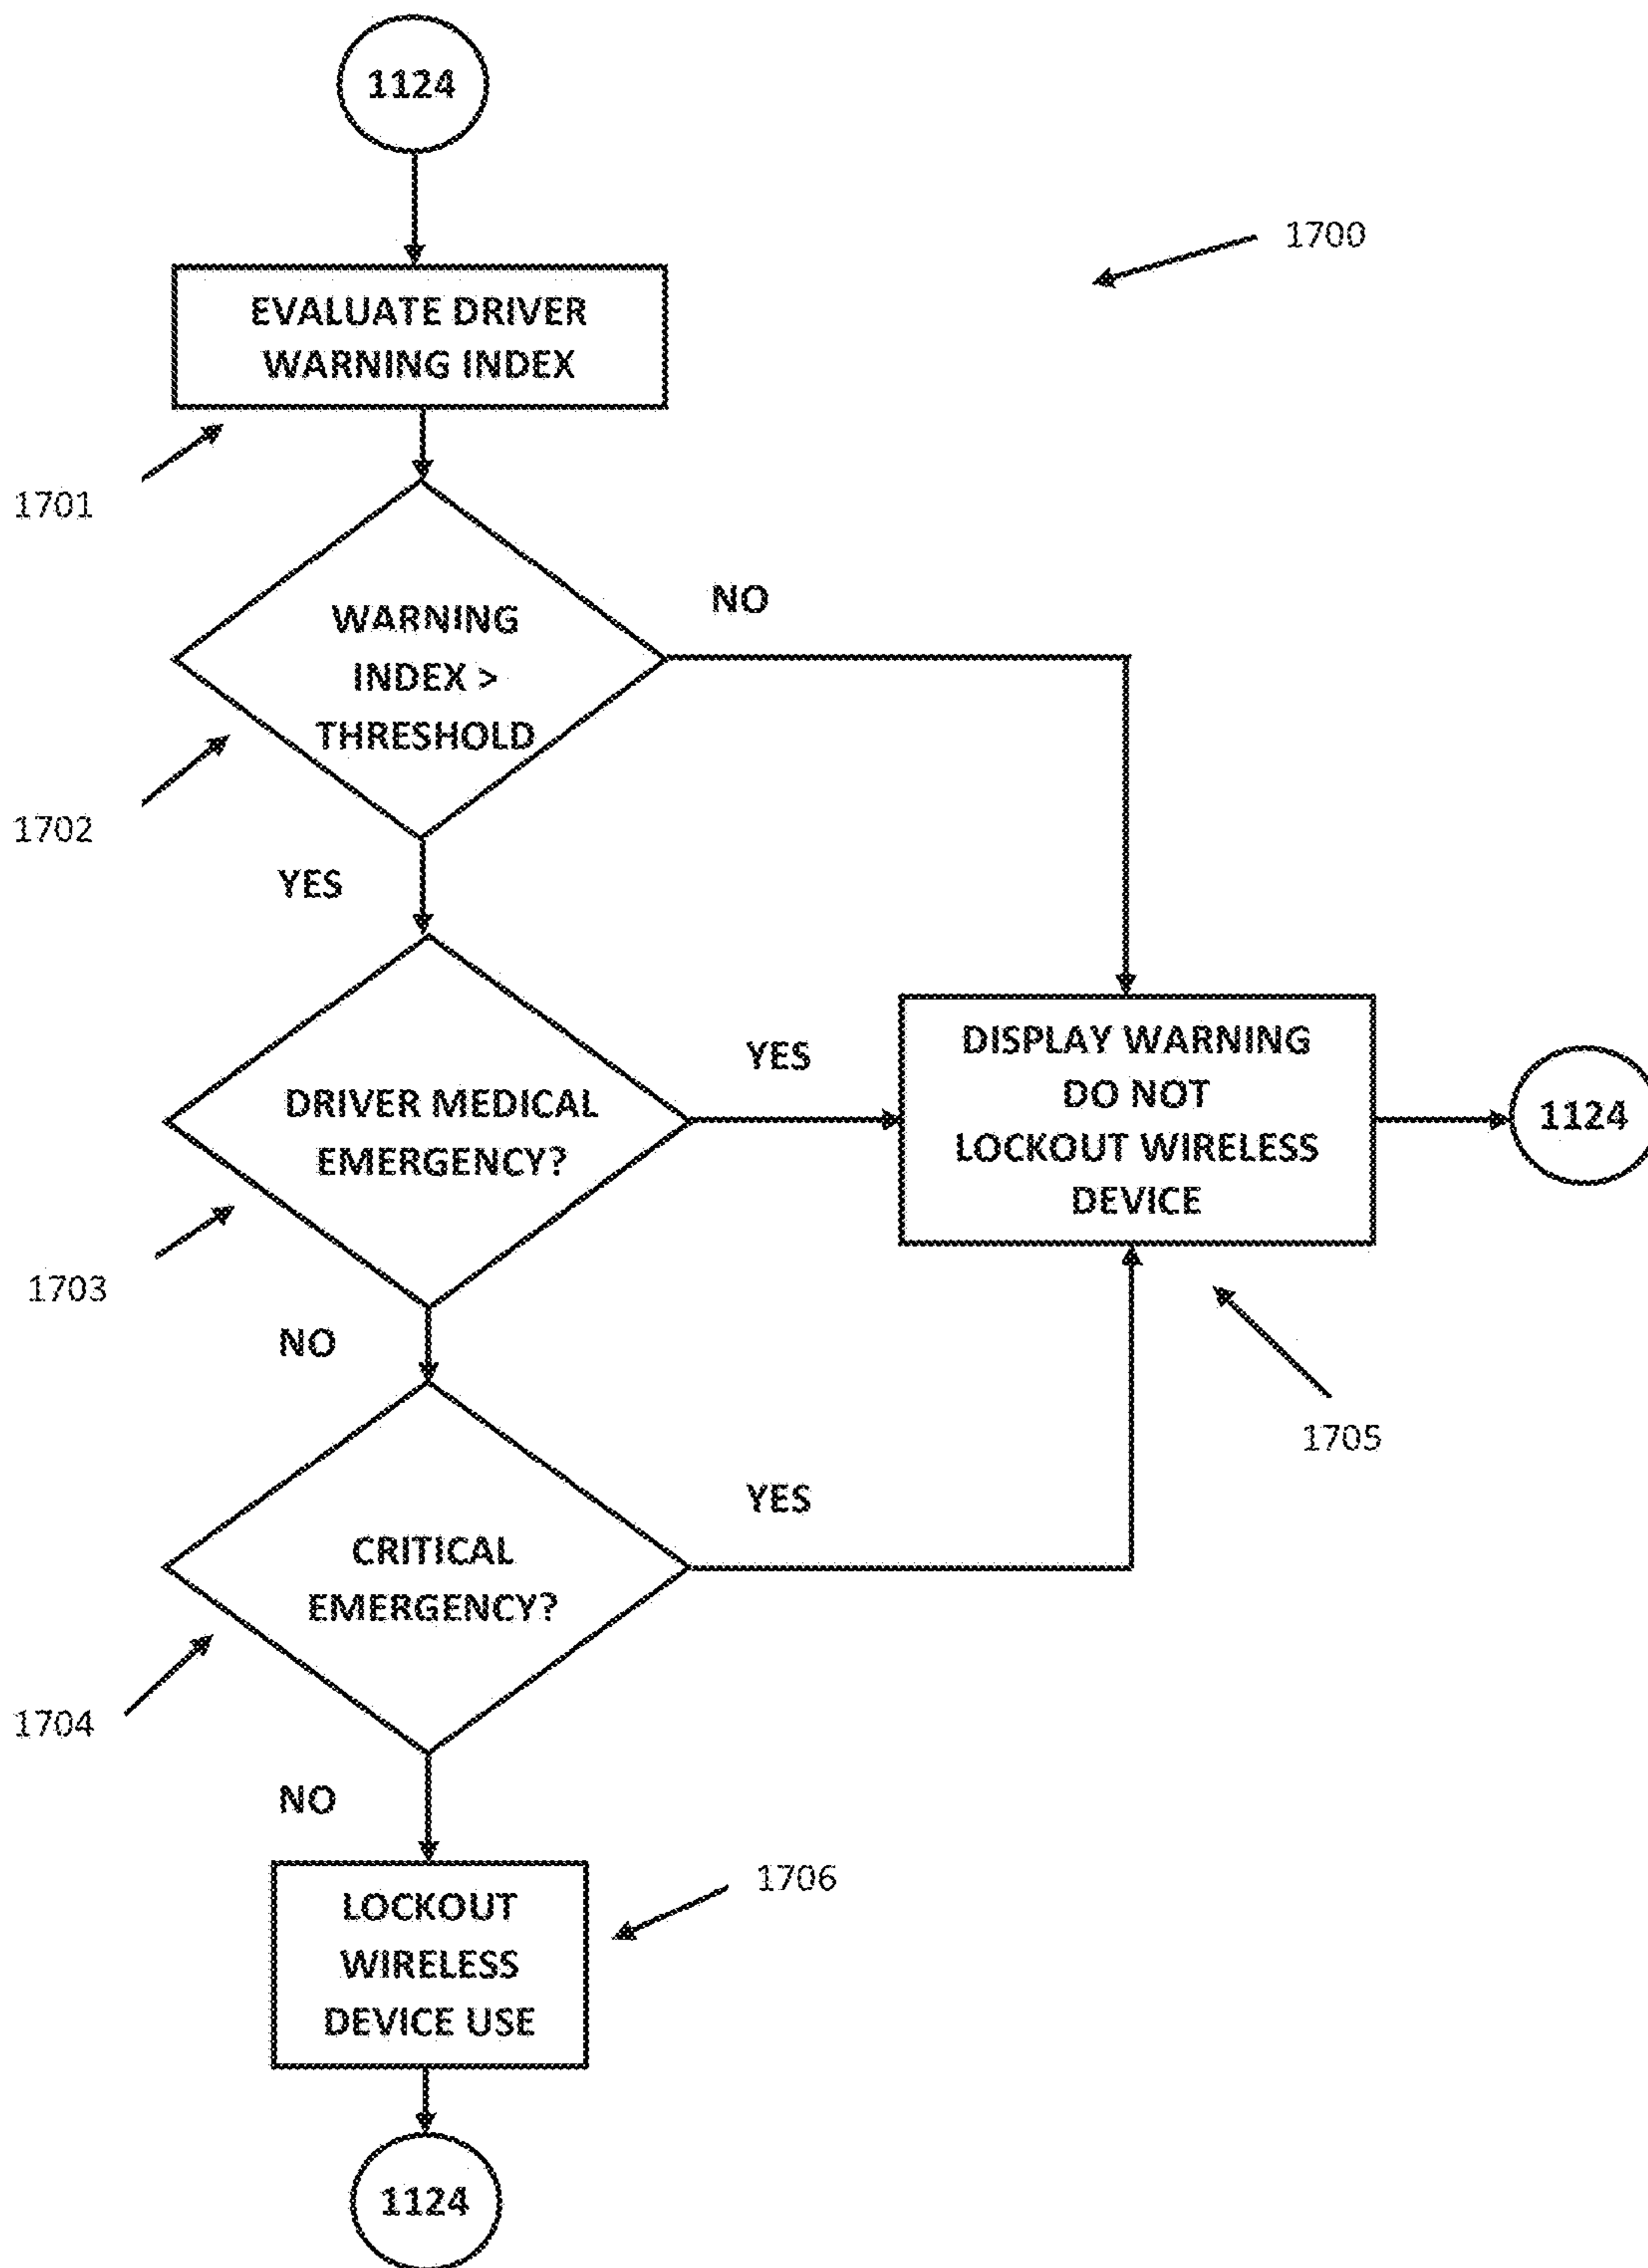 1124
1700
EVALUATE DRIVER
WARNING INDEX
1701
NO
WARNING
INDEX >
THRESHOLD
1702
YES
DISPLAY WARNING
DO NOT
LOCKOUT WIRELESS
DEVICE
YES
DRIVER MEDICAL
EMERGENCY?
1124
1703
NO
1705
YES
CRITICAL
EMERGENCY?
1704
NO
1706
LOCKOUT
WIRELESS
DEVICE USE
1124